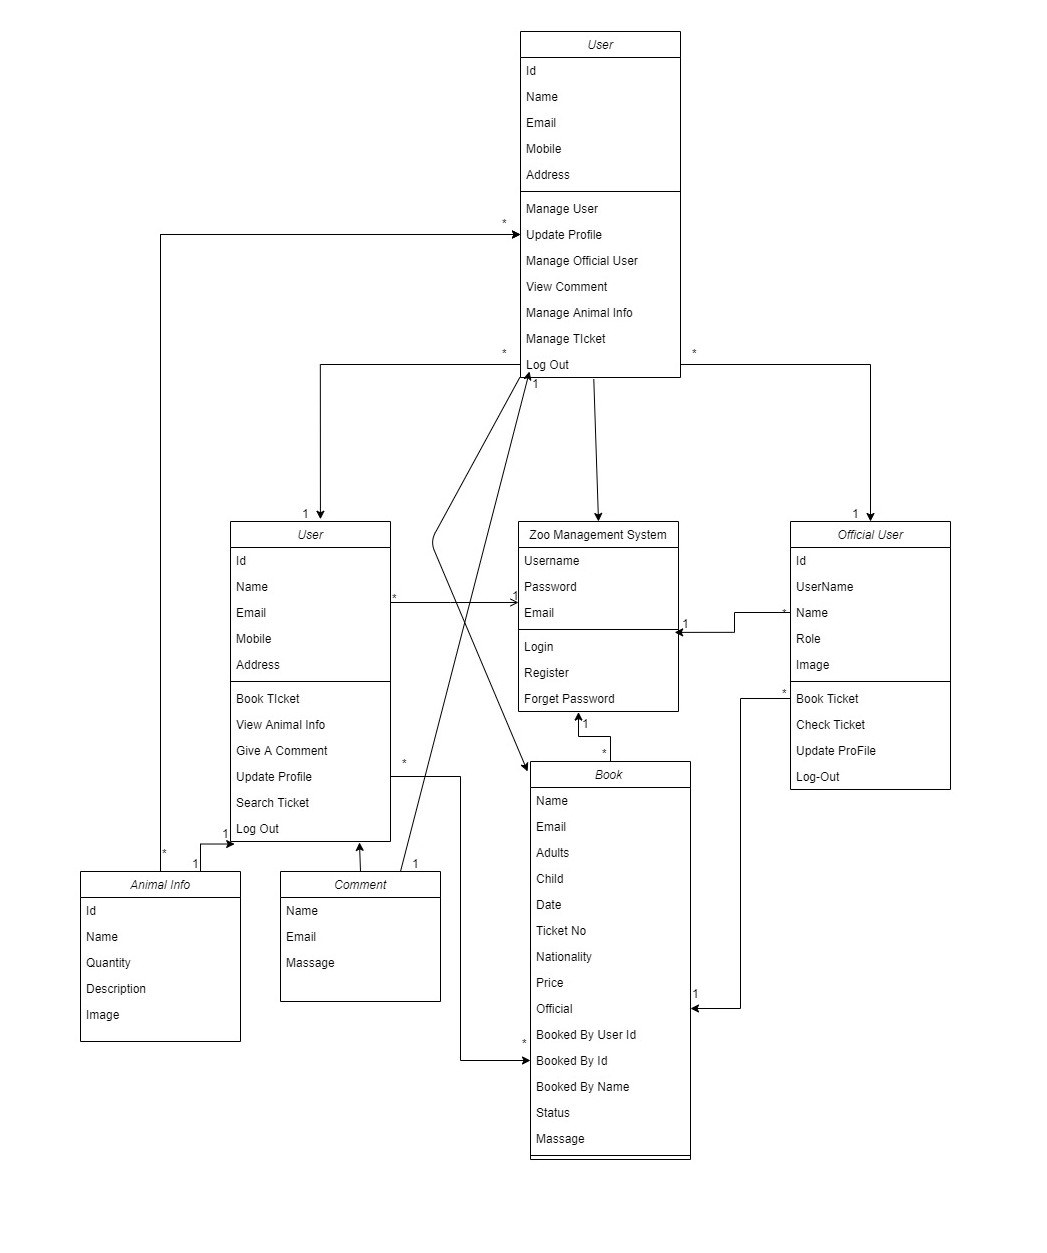 User
Id
Name
Email
Mobile
Address
Manage User
Update Profile
Manage Official User
View Comment
Manage Animal Info
Manage TIcket
Log Out
*
*
*
1
1
1
User
Id
Name
Email
Mobile
Address
Book TIcket
View Animal Info
Give A Comment
Update Profile
Search Ticket
Log Out
*
1
*
Zoo Management System
Username
Password
Email
Login
Register
Forget Password
1
*
1
*
Official User
Id
UserName
Name
Role
Image
Book Ticket
Check Ticket
Update ProFile
Log-Out
*
1
*
1
1
Animal Info
Id
Name
Quantity
Description
Image
1
Comment
Name
Email
Massage
Book
Name
Email
Adults
Child
Date
Ticket No
Nationality
Price
Official
Booked By User Id
Booked By Id
Booked By Name
Status
Massage
1
*